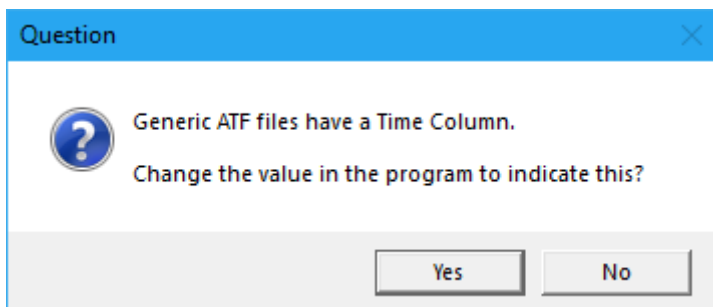 Question
Generic ATF files have a Time Column.
Change the value in the program to indicate this?
Yes
No